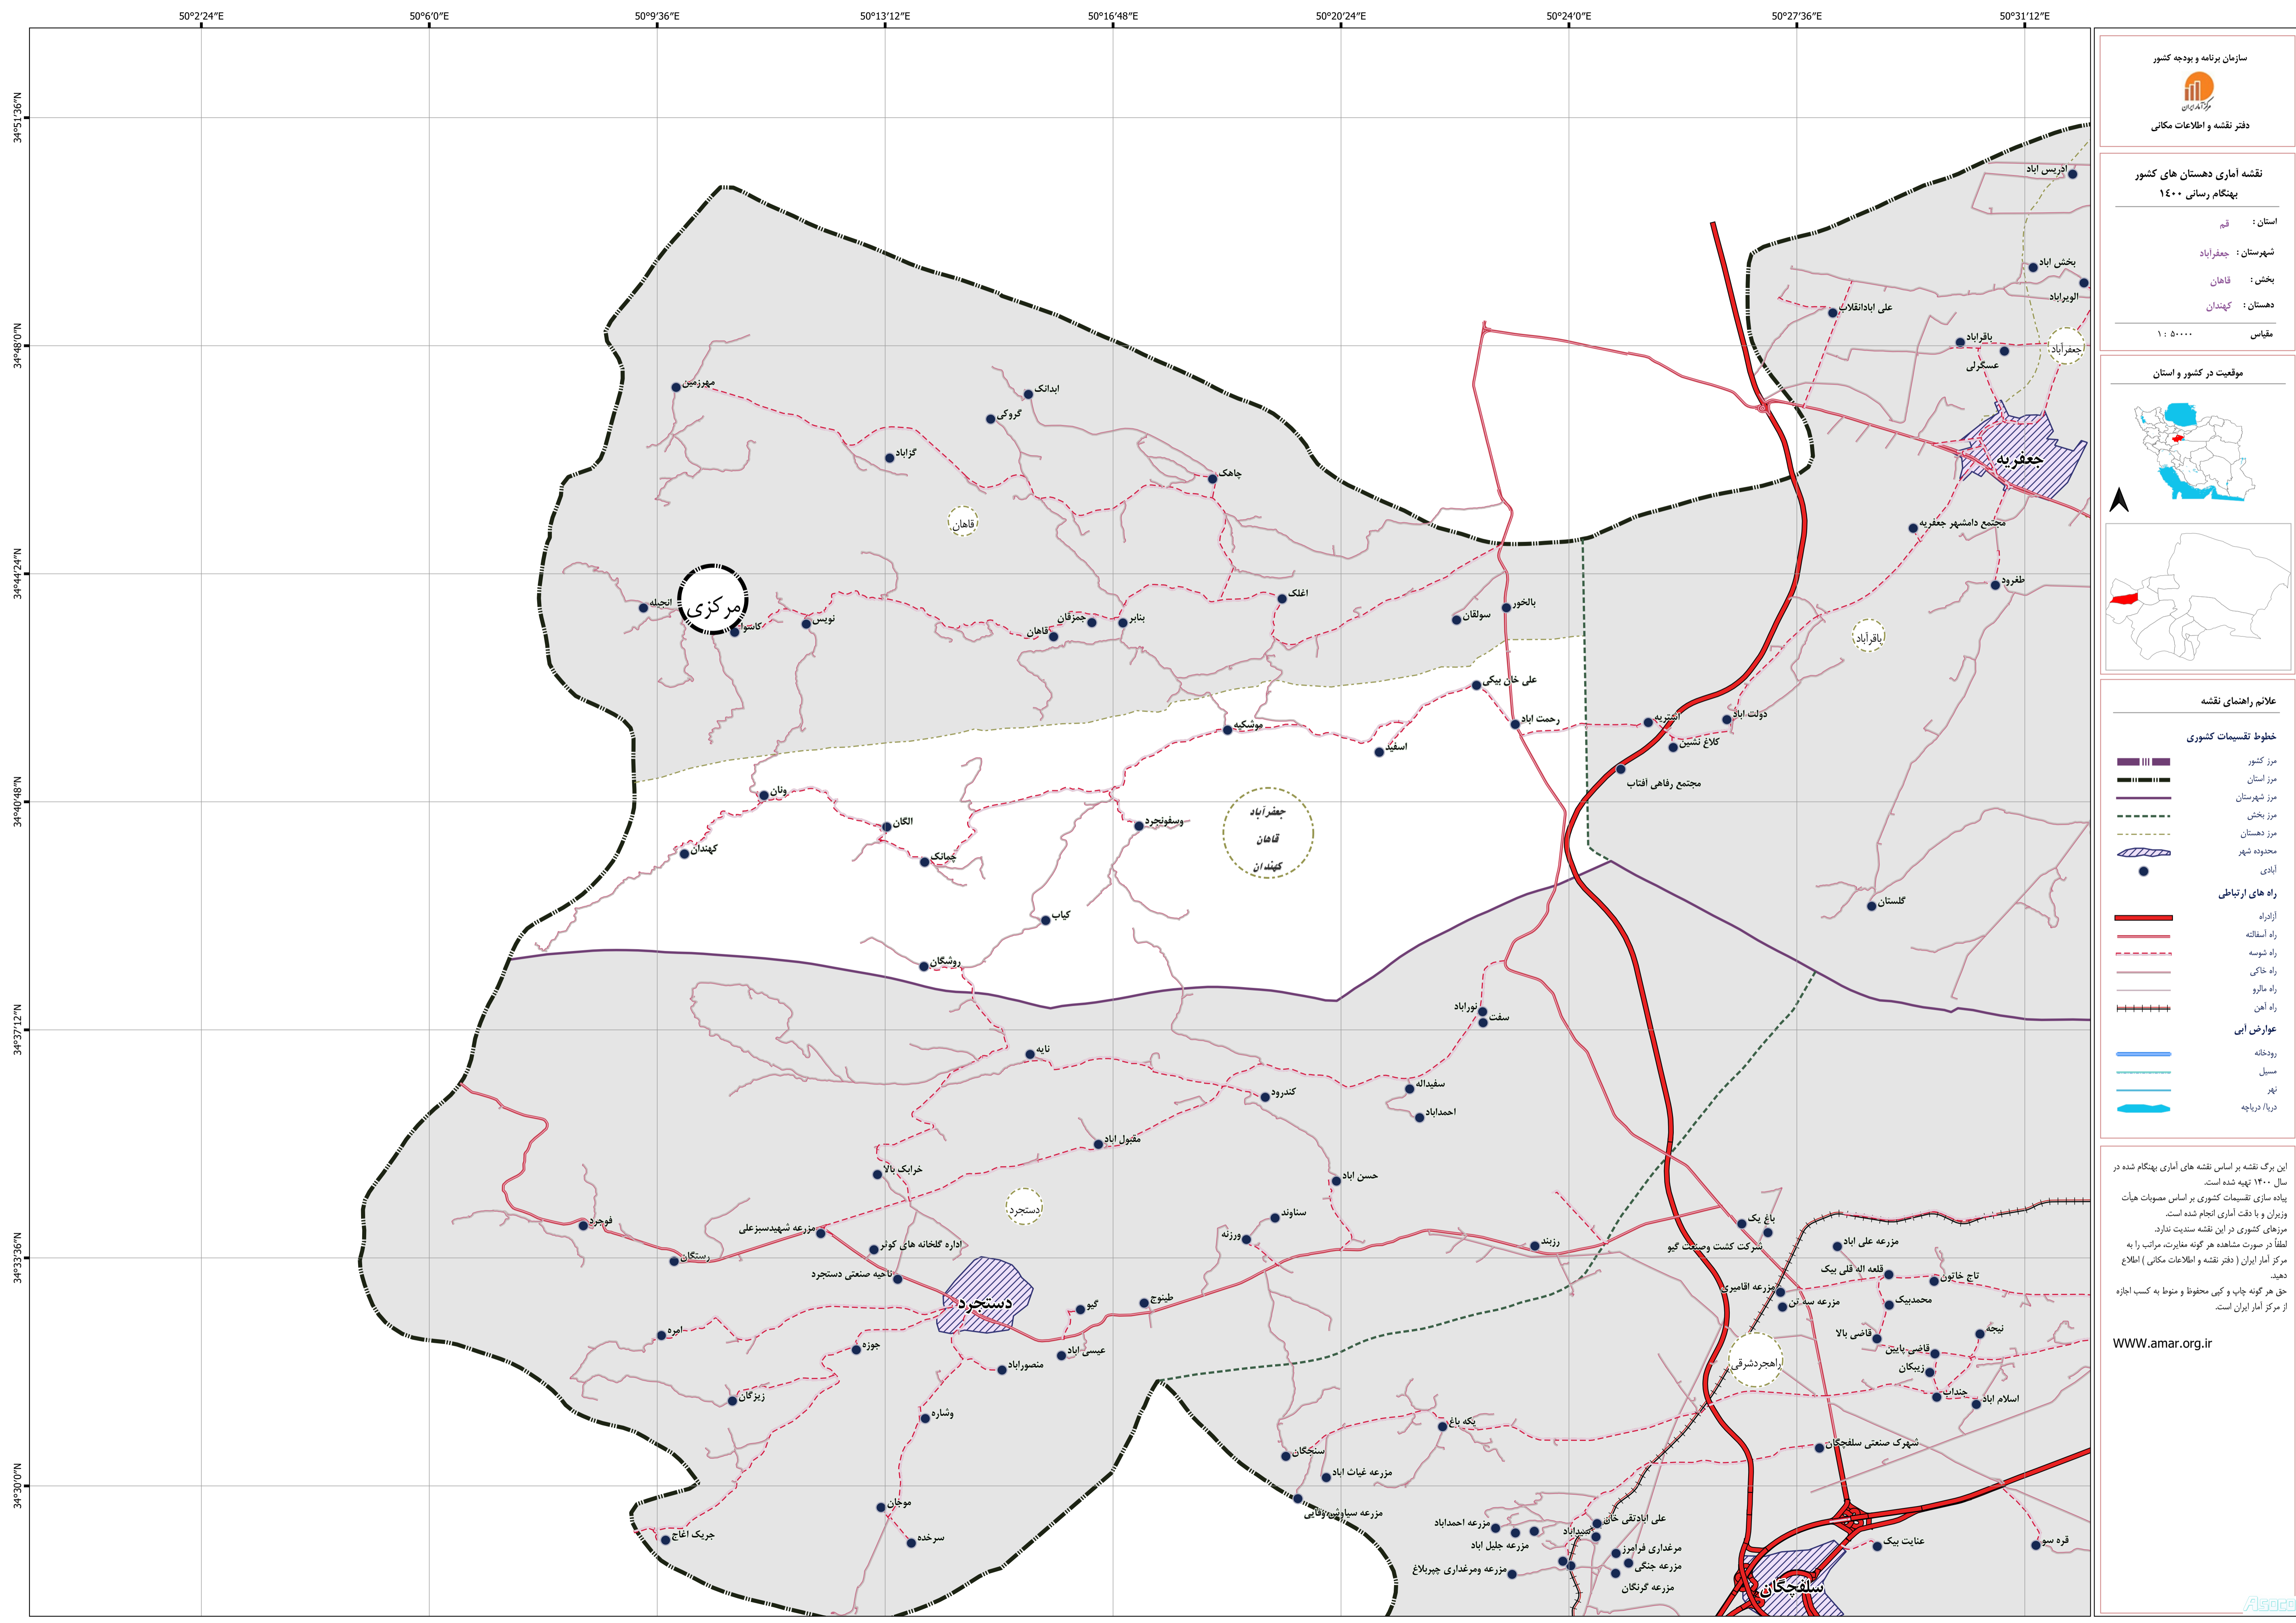 50°2'24"E
50°6'0"E
50°9'36"E
50°13'12"E
50°16'48"E
50°20'24"E
50°24'0"E
50°27'36"E
50°31'12"E
34°51'36"N
34°48'0"N
34°44'24"N
34°40'48"N
34°37'12"N
34°33'36"N
34°30'0"N
سازمان برنامه و بودجه کشور
مرکز آمار ایران
دفتر نقشه و اطلاعات مکانی
نقشه آماری دهستان های کشور
بهنگام رسانی ۱۴۰۰
استان : قم
شهرستان : جعفرآباد
بخش : قاهان
دهستان : کهندان
مقیاس ۱ : ۵۰۰۰۰
موقعیت در کشور و استان
علائم راهنمای نقشه
خطوط تقسیمات کشوری
مرز کشور
مرز استان
مرز شهرستان
مرز بخش
مرز دهستان
محدوده شهر
آبادی
راه های ارتباطی
آزادراه
راه آسفالته
راه شوسه
راه خاکی
راه مالرو
راه آهن
عوارض آبی
رودخانه
مسیل
نهر
دریا/ دریاچه
این برگ نقشه بر اساس نقشه های آماری بهنگام شده در
سال ۱۴۰۰ تهیه شده است.
پیاده سازی تقسیمات کشوری بر اساس مصوبات هیأت
وزیران و با دقت آماری انجام شده است.
مرزهای کشوری در این نقشه سندیت ندارد.
لطفاً در صورت مشاهده هر گونه مغایرت، مراتب را به
مرکز آمار ایران ( دفتر نقشه و اطلاعات مکانی ) اطلاع
دهید.
حق هر گونه چاپ و کپی محفوظ و منوط به کسب اجازه
از مرکز آمار ایران است.
WWW.amar.org.ir
ادریس اباد
بخش اباد
الویراباد
علی ابادانقلاب
باقراباد
عسگرلی
جعفرآباد
جعفریه
مجتمع دامشهر جعفریه
طغرود
باقرآباد
مهرزمین
ابدانک
گروکی
گزاباد
چاهک
قاهان
مرکزی
انجیله
کاسوا
نویس
قاهان
جمزقان
بنابر
اغلک
سولقان
بالخور
علی خان بیکی
موشکیه
اسفید
رحمت اباد
انتتریه
دولت اباد
کلاغ نشین
مجتمع رفاهی آفتاب
ونان
کهندان
الگان
چمانک
وسفونجرد
جعفرآباد
قاهان
کهندان
کیاب
روشگان
گلستان
نوراباد
سفت
نایه
کندرود
سفیداله
احمداباد
مقبول اباد
خرابک بالا
حسن اباد
دستجرد
فوجرد
مزرعه شهیدسبزعلی
رستگان
اداره گلخانه های کوثر
ناحیه صنعتی دستجرد
دستجرد
سناوند
ورزنه
زیزند
باغ یک
شرکت کشت وصنعت گیو
مزرعه علی اباد
قلعه اله قلی بیک
تاج خاتون
مزرعه اقامیری
مزرعه سه تن
محمدبیک
قاضی بالا
نیجه
قاضی پایین
زیبکان
جنداب
اسلام اباد
راهجردشرقی
گیو
طینوج
عیسی اباد
منصوراباد
امره
جوزه
زیزگان
وشاره
موجان
سرخده
جریک اغاج
یکه باغ
سنجگان
مزرعه غیاث اباد
مزرعه سیاوش وفایی
شهرک صنعتی سلفچگان
مزرعه احمداباد
مزرعه جلیل اباد
علی ابادتقی خان
سیداباد
مرغداری فرامرز
مزرعه جنگی
مزرعه گرنگان
مزرعه ومرغداری چیریلاغ
عنایت بیک
قره سو
سلفچگان